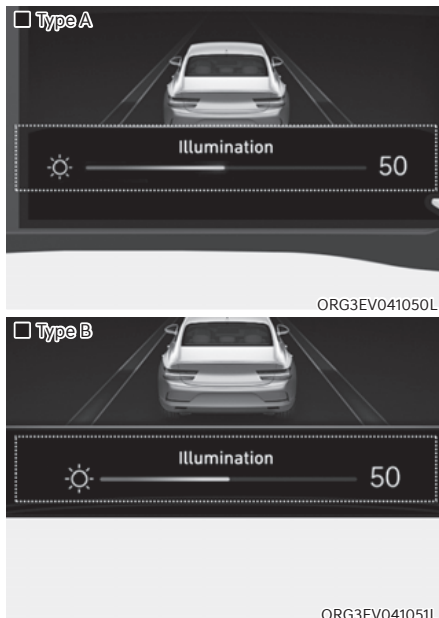 Type A
Illumination
50
ORG3EV041050L
Type B
Illumination
50
ORG3EV041051L